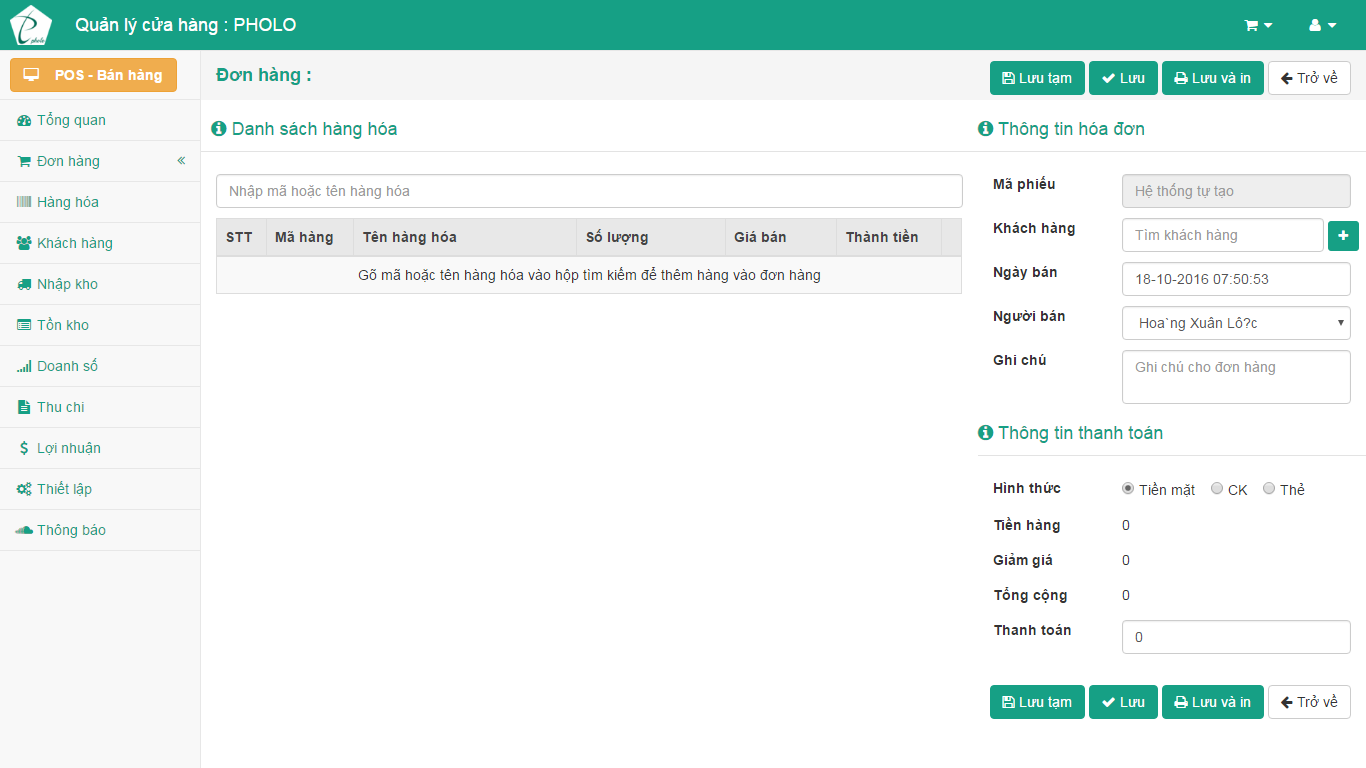 pholo
Quản lý cửa hàng : PHOLO
POS - Bán hàng
Tổng quan
Đơn hàng
Hàng hóa
Khách hàng
Nhập kho
Tồn kho
Doanh số
Thu chi
Lợi nhuận
Thiết lập
Thông báo
Đơn hàng :
Lưu tạm Lưu Lưu và in Trở về
Danh sách hàng hóa
Nhập mã hoặc tên hàng hóa
STT Mã hàng Tên hàng hóa Số lượng Giá bán Thành tiền
Gõ mã hoặc tên hàng hóa vào hộp tìm kiếm để thêm hàng vào đơn hàng
Thông tin hóa đơn
Mã phiếu Hệ thống tự tạo
Khách hàng Tìm khách hàng
Ngày bán 18-10-2016 07:50:53
Người bán Hoa`ng Xuân Lô?c
Ghi chú Ghi chú cho đơn hàng
Thông tin thanh toán
Hình thức Tiền mặt CK Thẻ
Tiền hàng 0
Giảm giá 0
Tổng cộng 0
Thanh toán 0
Lưu tạm Lưu Lưu và in Trở về